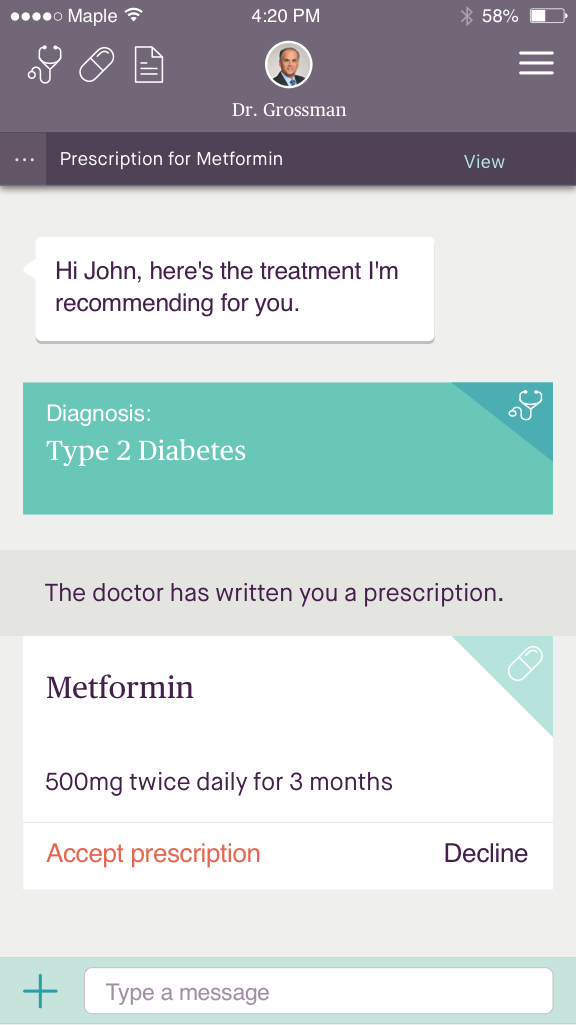 Maple 4:20 PM 58%
Dr. Grossman
... Prescription for Metformin View
Hi John, here's the treatment I'm
recommending for you.
Diagnosis:
Type 2 Diabetes
The doctor has written you a prescription.
Metformin
500mg twice daily for 3 months
Accept prescription Decline
Type a message